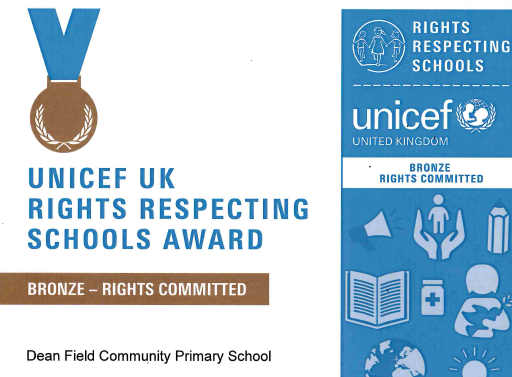 UNICEF UK
RIGHTS RESPECTING
SCHOOLS AWARD
BRONZE – RIGHTS COMMITTED
Dean Field Community Primary School
RIGHTS
RESPECTING
SCHOOLS
unicef
UNITED KINGDOM
BRONZE
RIGHTS COMMITTED